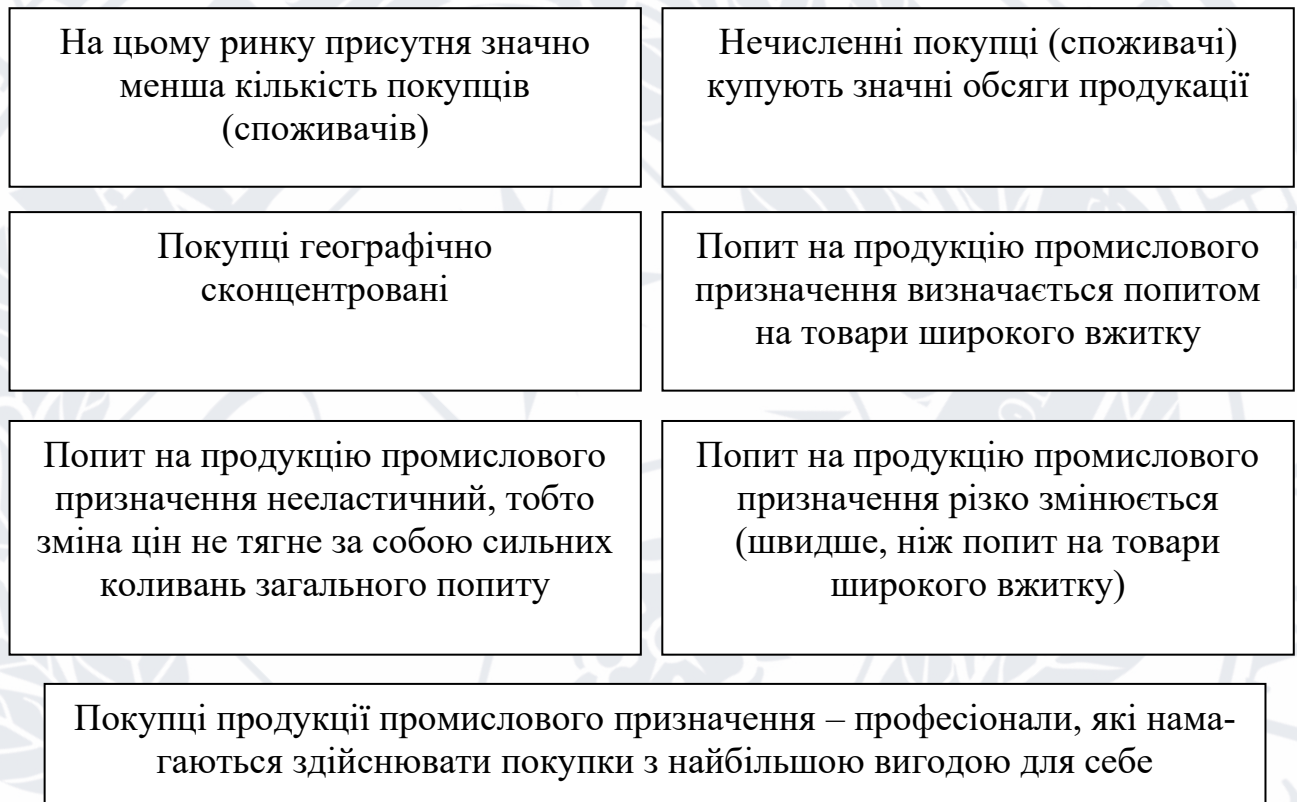 На цьому ринку присутня значно
менша кількість покупців
(споживачів)
Нечисленні покупці (споживачі)
купують значні обсяги продукації
Покупці географічно
сконцентровані
Попит на продукцію промислового
призначення визначається попитом
на товари широкого вжитку
Попит на продукцію промислового
призначення нееластичний, тобто
зміна цін не тягне за собою сильних
коливань загального попиту
Попит на продукцію промислового
призначення різко змінюється
(швидше, ніж попит на товари
широкого вжитку)
Покупці продукції промислового призначення – професіонали, які нама-
гаються здійснювати покупки з найбільшою вигодою для себе